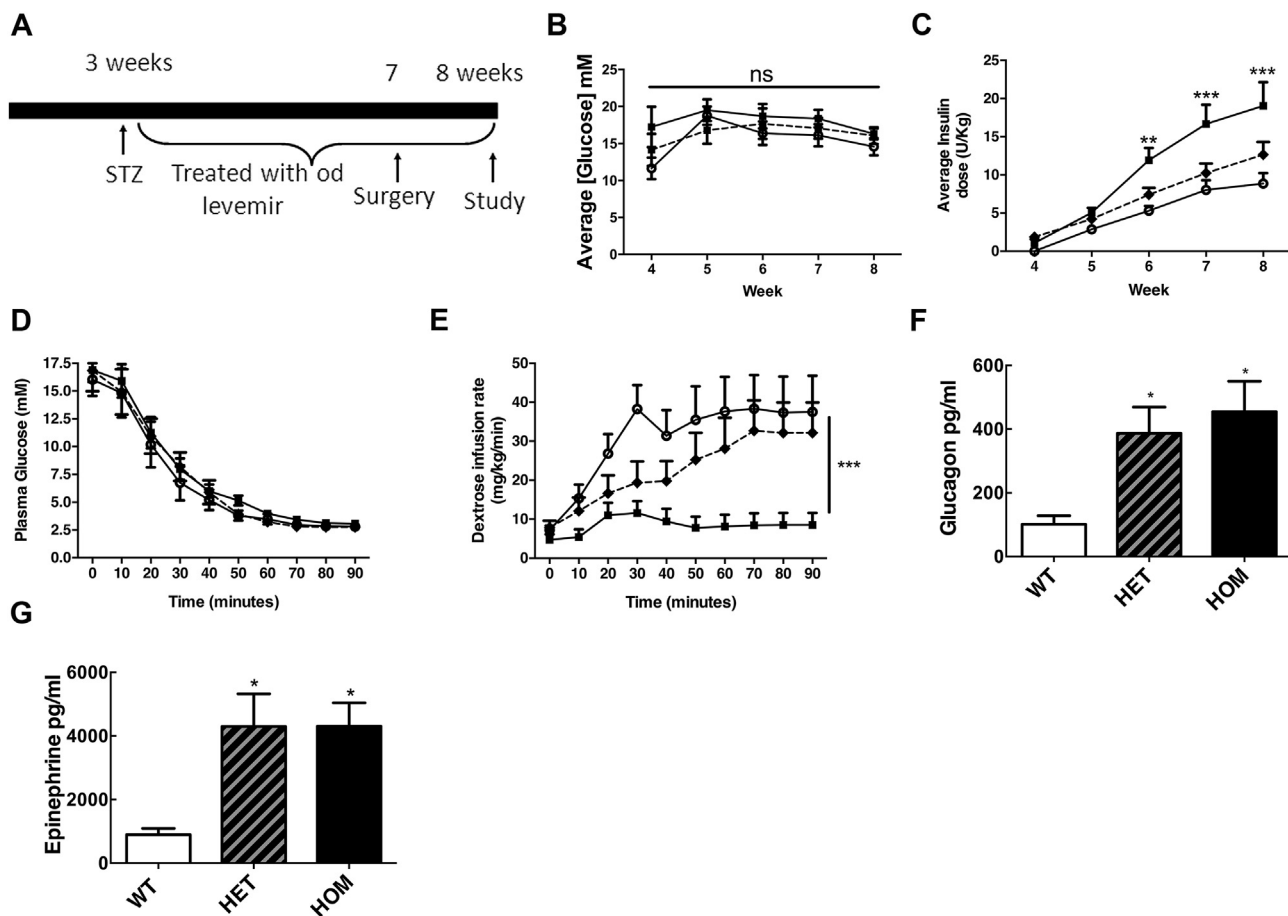 A
3 weeks
7
8 weeks
STZ
Treated with od
levemir
Surgery
Study
B
Average [Glucose] mM
25
20
15
10
5
0
ns
4 5 6 7 8
Week
C
Average Insulin
dose (U/Kg)
25
20
15
10
5
0
**
***
***
4 5 6 7 8
Week
D
Plasma Glucose (mM)
17.5
15.0
12.5
10.0
7.5
5.0
2.5
0.0
0 10 20 30 40 50 60 70 80 90
Time (minutes)
E
Dextrose infusion rate
(mg/kg/min)
50
40
30
20
10
0
***
0 10 20 30 40 50 60 70 80 90
Time (minutes)
F
Glucagon pg/ml
600
400
200
0
*
*
WT
HET
HOM
G
Epinephrine pg/ml
6000
4000
2000
0
*
*
WT
HET
HOM